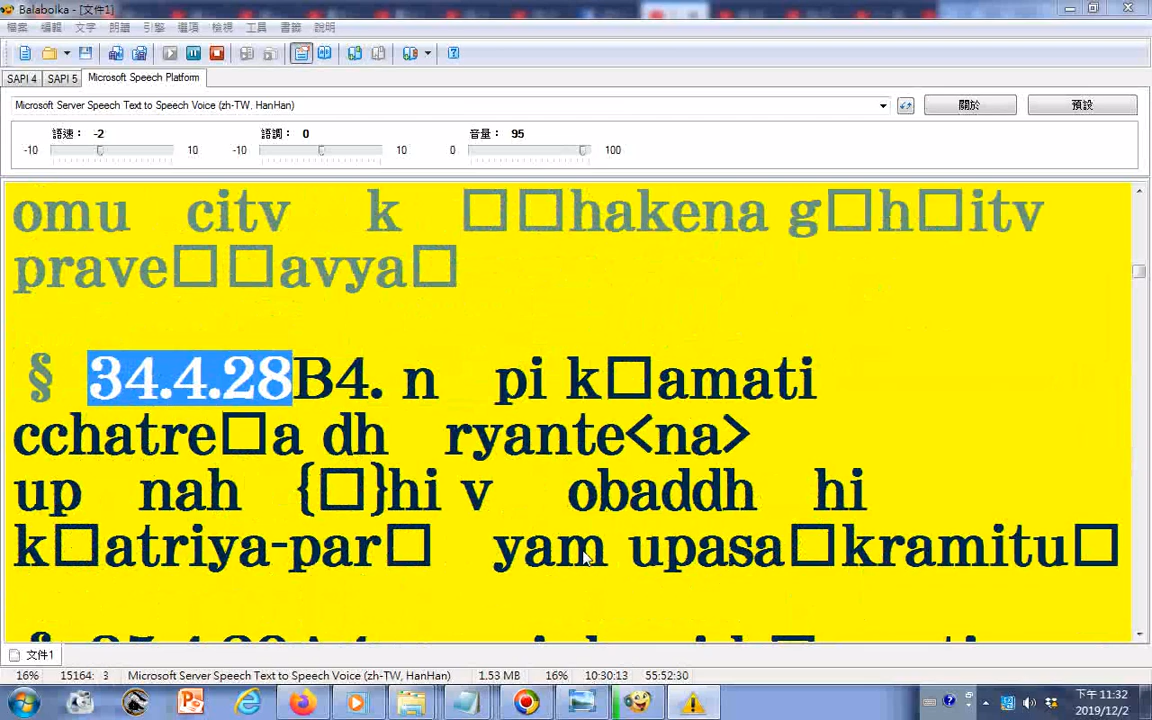 Balabolka - [文件1]
檔案 編輯 文字 朗讀 引擎 選項 檢視 工具 書籤 說明
SAPI 4 SAPI 5 Microsoft Speech Platform
Microsoft Server Speech Text to Speech Voice (zh-TW, HanHan) 關於 預設
語速： -2 語調： 0 音量： 95
-10 10 -10 10 0 100
omu citv k □□hakena g□h□itv
prave□□avya□
§ 34.4.28B4. n pi k□amati
cchatre□a dh ryante<na>
up nah {□}hi v obaddh hi
k□atriya-par□ yam upasa□kramitu□
文件1
16% 15164: 3 Microsoft Server Speech Text to Speech Voice (zh-TW, HanHan) 1.53 MB 16% 10:30:13 55:52:30
下午 11:32
2019/12/2